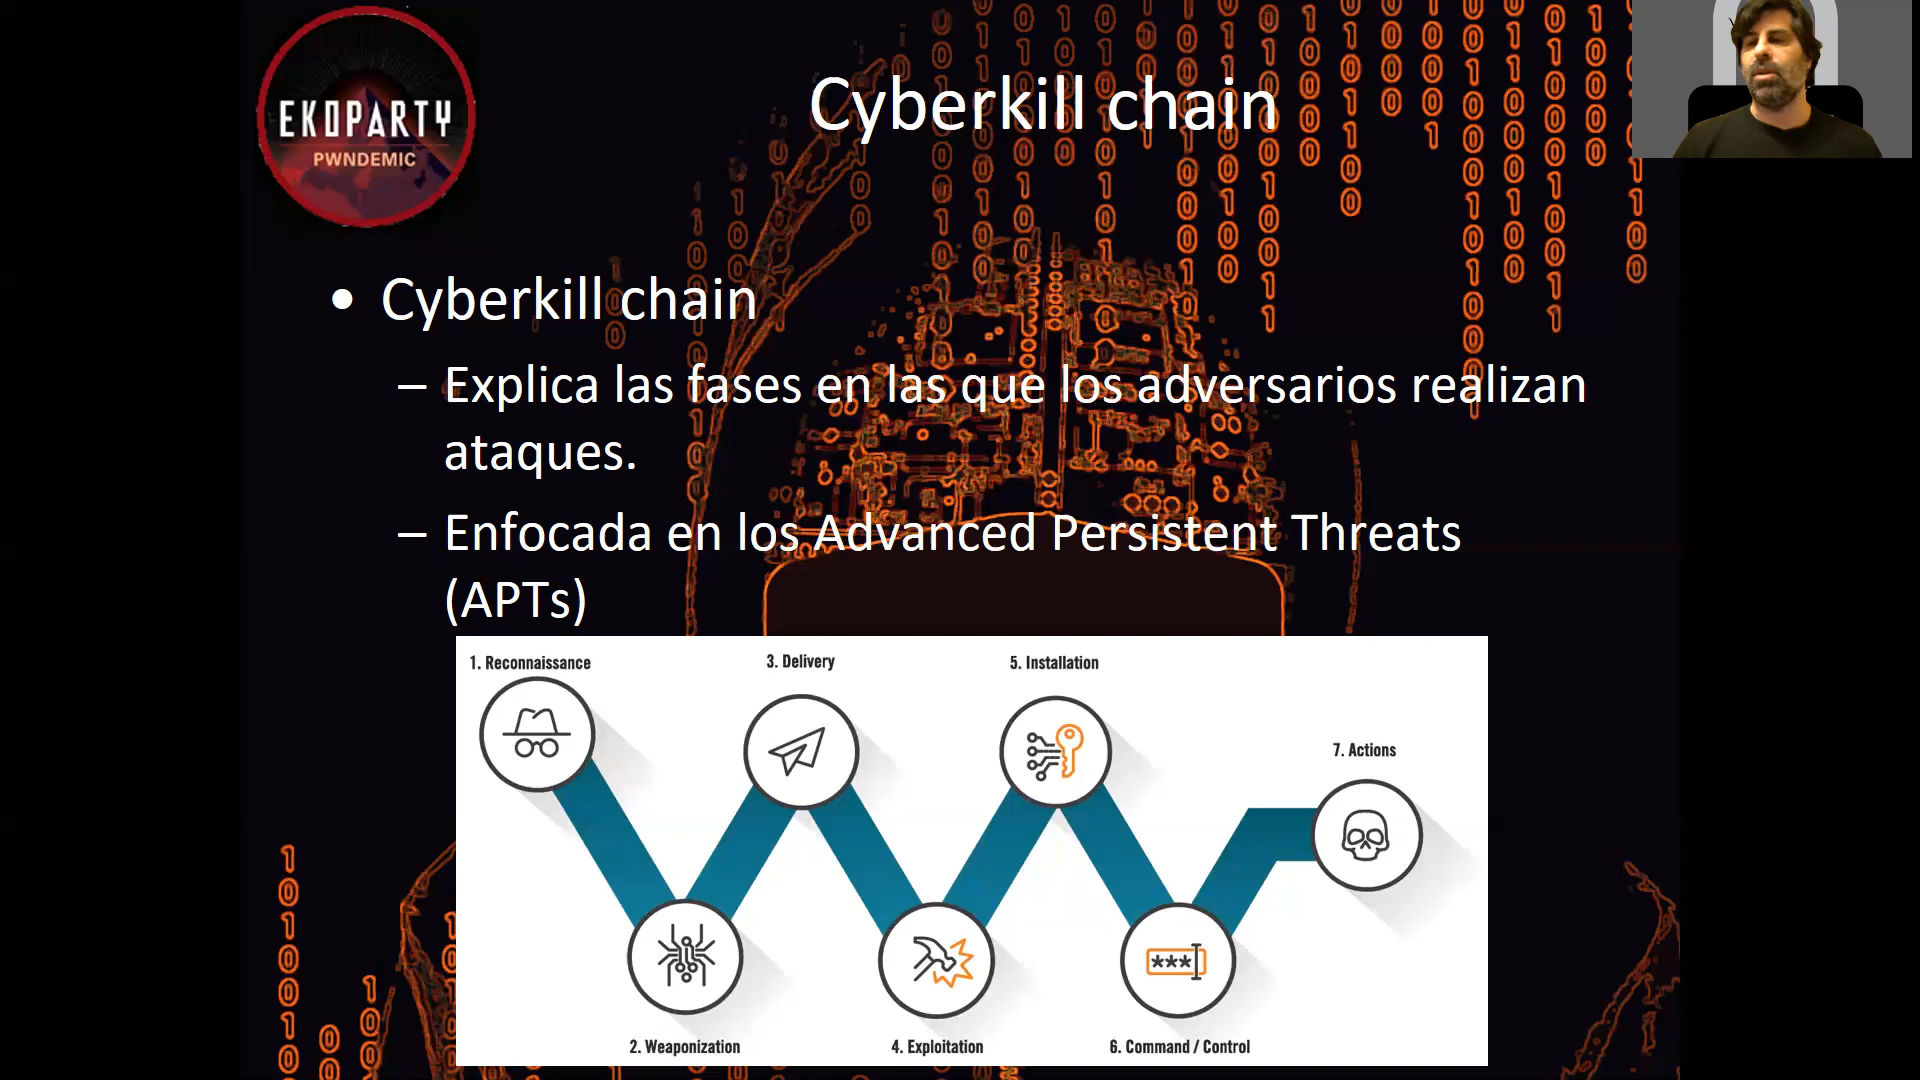 EKOPARTY
PWNDEMIC
Cyberkill chain
• Cyberkill chain
– Explica las fases en las que los adversarios realizan
ataques.
– Enfocada en los Advanced Persistent Threats
(APTs)
1. Reconnaissance
3. Delivery
5. Installation
7. Actions
***
2. Weaponization
4. Exploitation
6. Command / Control